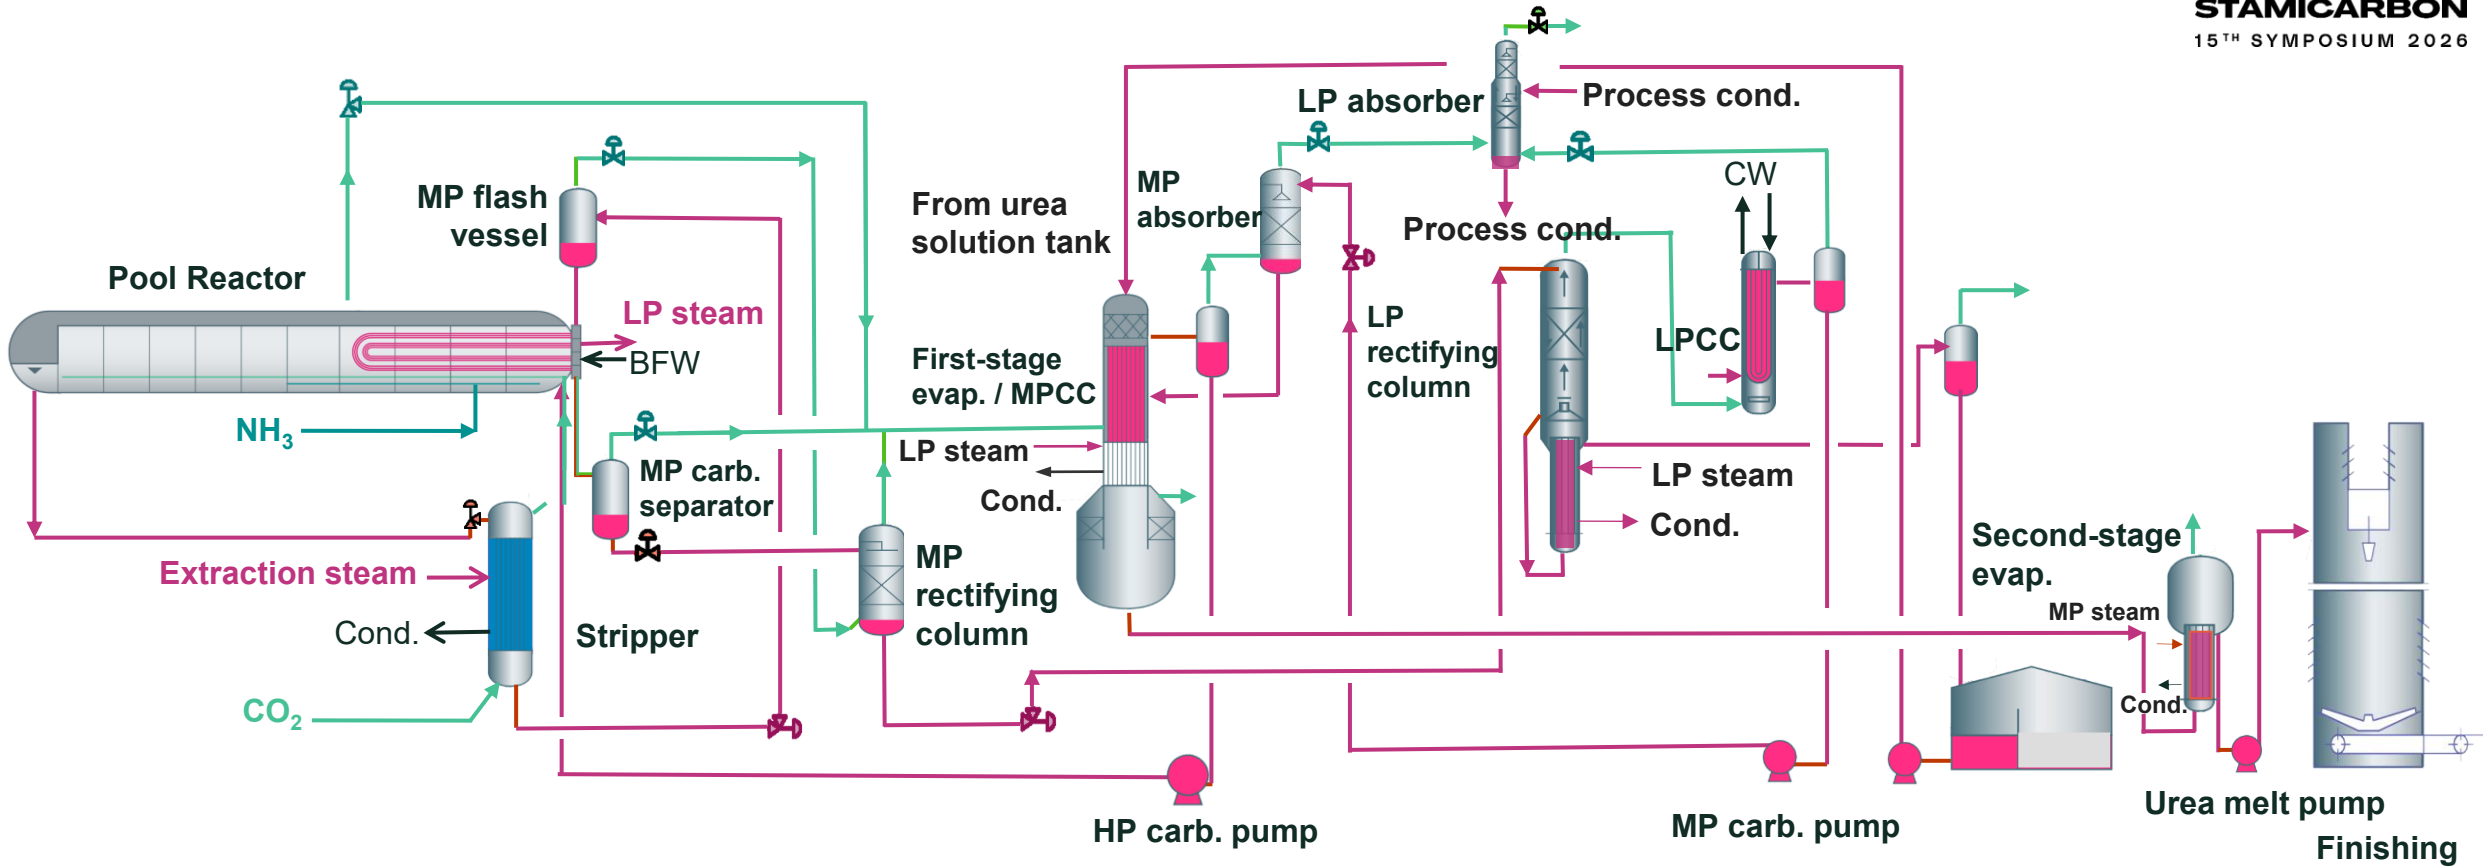 STAMICARBON
15TH SYMPOSIUM 2026
LP absorber
Process cond.
MP flash
vessel
MP
absorber
CW
From urea
solution tank
Process cond.
Pool Reactor
LP steam
BFW
LP
rectifying
column
LPCC
First-stage
evap. / MPCC
NH3
LP steam
Cond.
MP carb.
separator
LP steam
Cond.
Extraction steam
Cond.
Stripper
MP
rectifying
column
CO2
Second-stage
evap.
MP steam
Cond.
HP carb. pump
MP carb. pump
Urea melt pump
Finishing